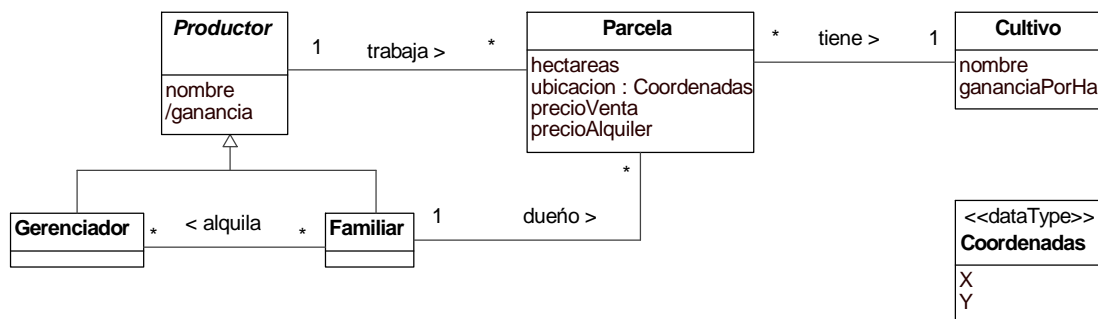 Productor
nombre
/ganancia
1 trabaja > *
Parcela
hectareas
ubicacion : Coordenadas
precioVenta
precioAlquiler
* tiene > 1
Cultivo
nombre
gananciaPorHa
Gerenciador
* < alquila *
Familiar
1 dueńo > *
<<dataType>>
Coordenadas
X
Y